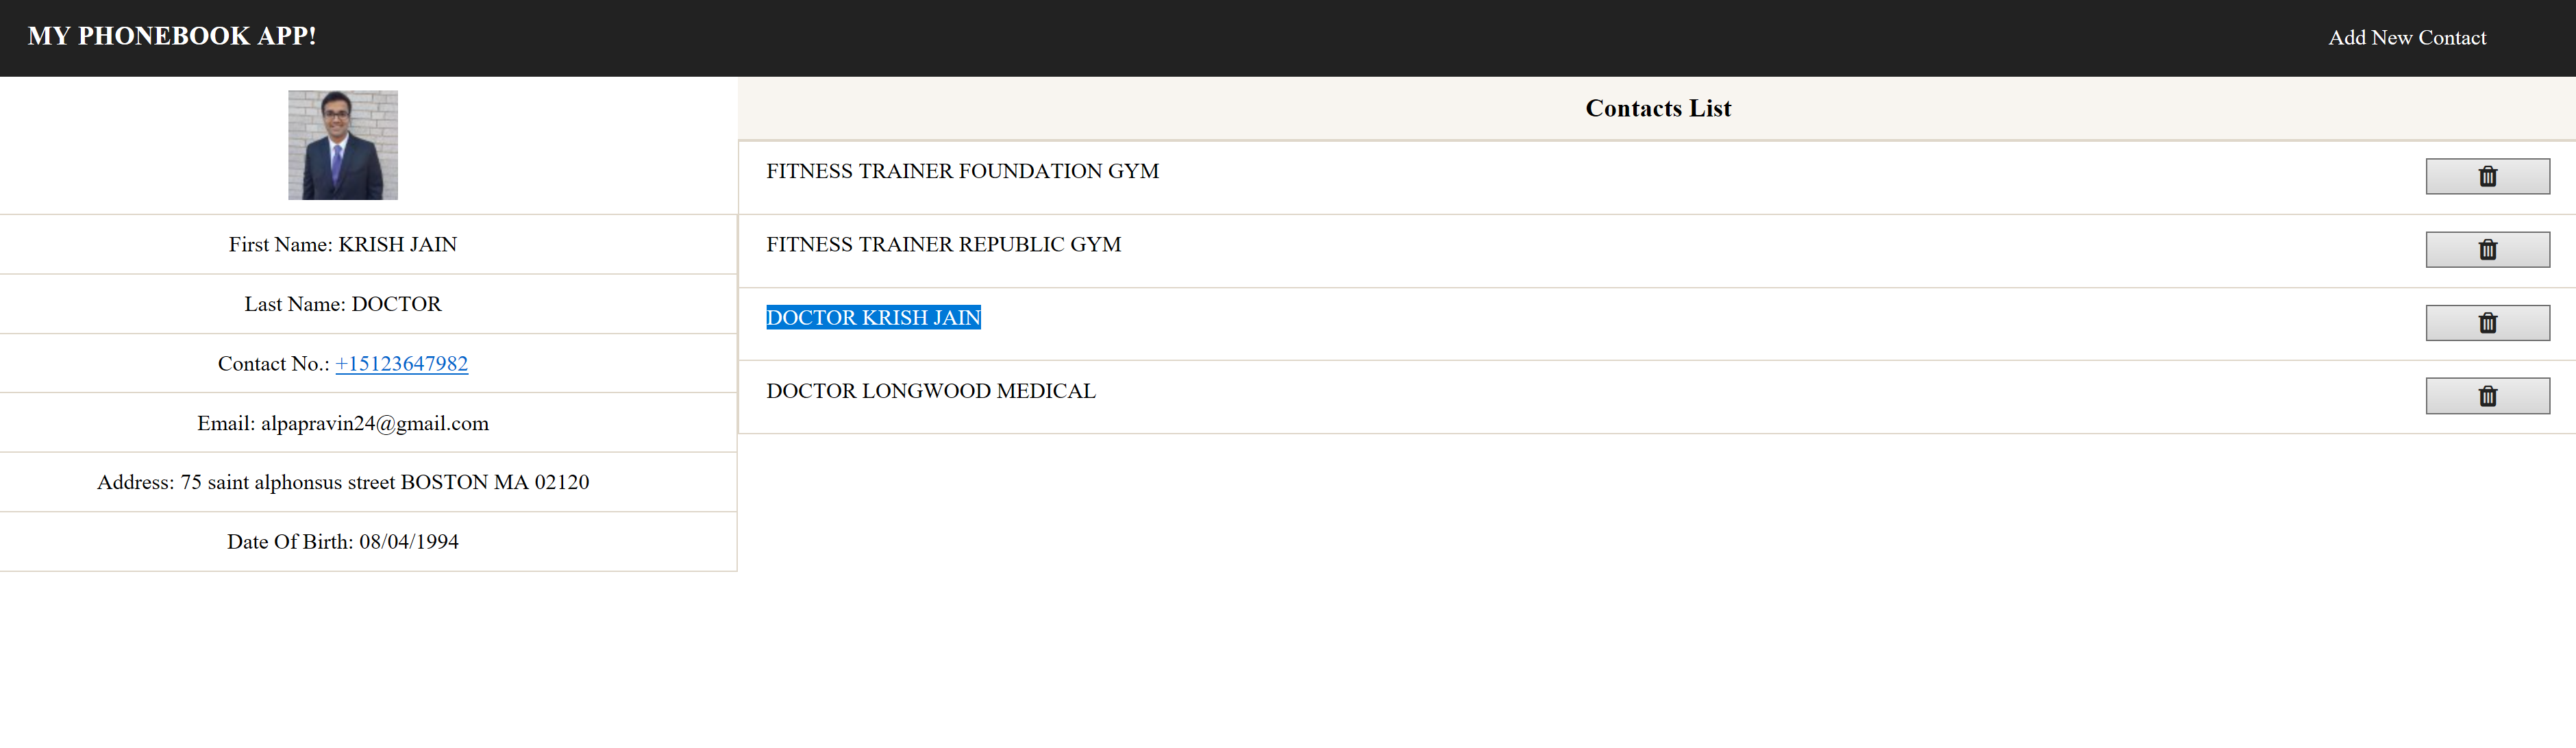 MY PHONEBOOK APP!
Add New Contact
First Name: KRISH JAIN
Last Name: DOCTOR
Contact No.: +15123647982
Email: alpapravin24@gmail.com
Address: 75 saint alphonsus street BOSTON MA 02120
Date Of Birth: 08/04/1994
Contacts List
FITNESS TRAINER FOUNDATION GYM
FITNESS TRAINER REPUBLIC GYM
DOCTOR KRISH JAIN
DOCTOR LONGWOOD MEDICAL